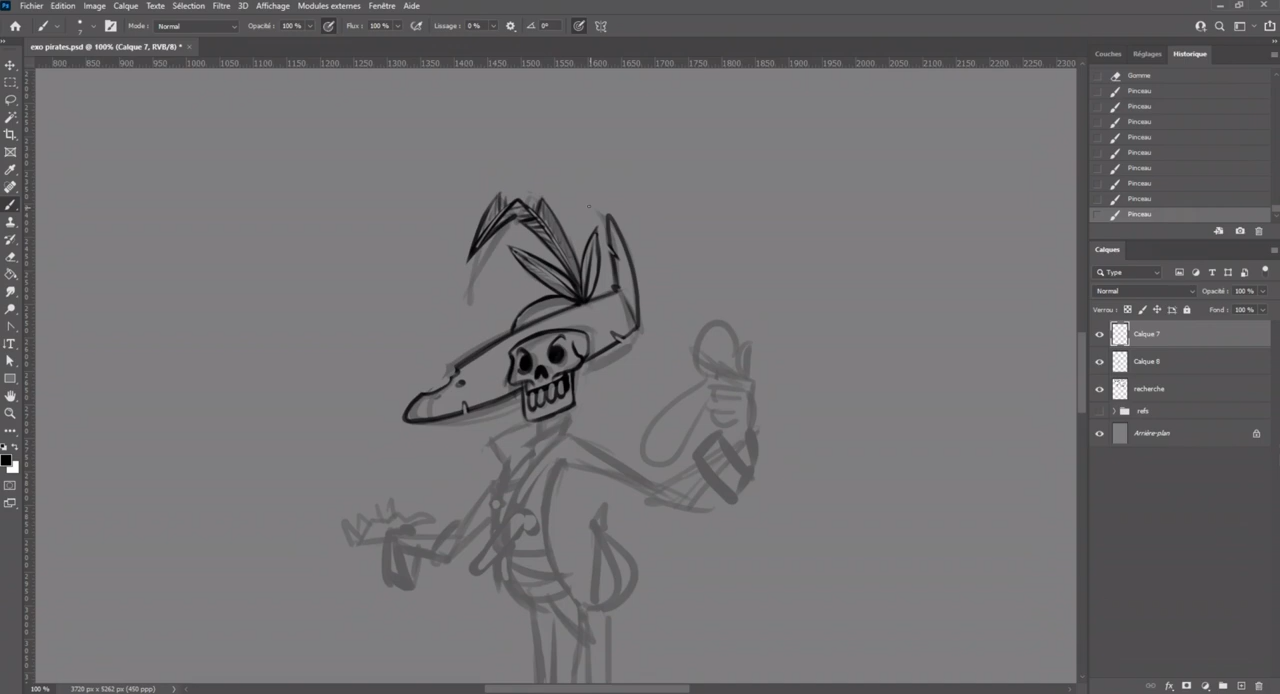 Ps Fichier Edition Image Calque Texte Sélection Filtre 3D Affichage Modules externes Fenêtre Aide
7 Mode : Normal Opacité : 100 % Flux : 100 % Lissage : 0 % 0°
exo pirates.psd @ 100% (Calque 7, RVB/8) * ×
800 850 900 950 1000 1050 1100 1150 1200 1250 1300 1350 1400 1450 1500 1550 1600 1650 1700 1750 1800 1850 1900 1950 2000 2050 2100 2150 2200 2250 2300
Couches Réglages Historique
Gomme
Pinceau
Pinceau
Pinceau
Pinceau
Pinceau
Pinceau
Pinceau
Pinceau
Pinceau
Calques
Type
Normal Opacité : 100 %
Verrou : Fond : 100 %
Calque 7
Calque 8
recherche
refs
Arrière-plan
100 % 3720 px x 5262 px (450 ppp)